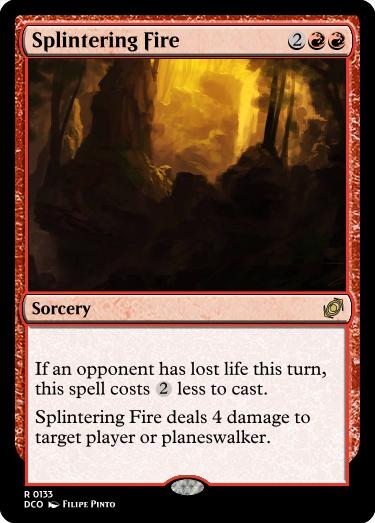 Splintering Fire 2
Sorcery
If an opponent has lost life this turn,
this spell costs 2 less to cast.
Splintering Fire deals 4 damage to
target player or planeswalker.
R 0133
DCO Filipe Pinto